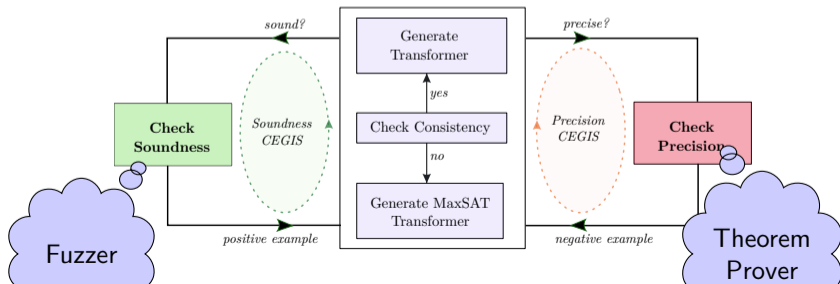 sound?
precise?
Generate
Transformer
yes
Soundness
CEGIS
Check Consistency
Precision
CEGIS
Check
Soundness
Check
Precision
no
Generate MaxSAT
Transformer
positive example
negative example
Fuzzer
Theorem
Prover